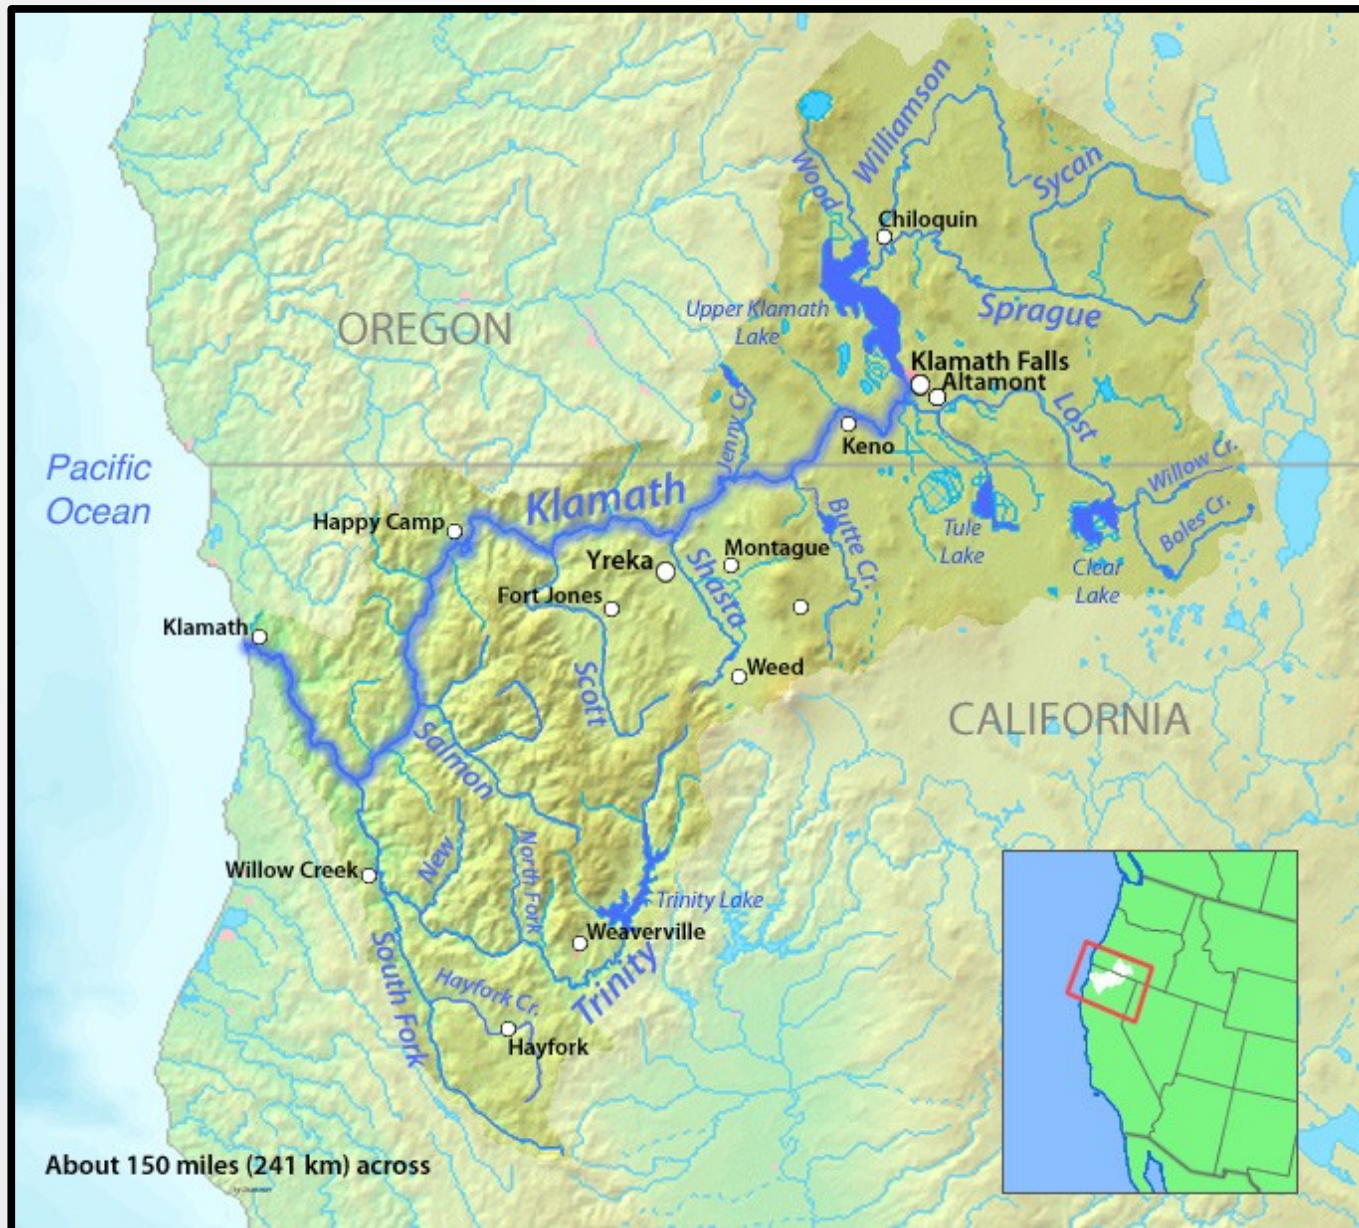 Williamson
Wood
Sycan
Chiloquin
Upper Klamath
Lake
Sprague
OREGON
Klamath Falls
Altamont
Jenny Cr.
Lost
Keno
Pacific
Ocean
Klamath
Willow Cr.
Happy Camp
Butte Cr.
Tule
Lake
Boles Cr.
Yreka
Shasta
Montague
Clear
Lake
Fort Jones
Klamath
Scott
Weed
CALIFORNIA
Salmon
New
North Fork
Willow Creek
Trinity Lake
Weaverville
South Fork
Hayfork Cr.
Trinity
Hayfork
About 150 miles (241 km) across